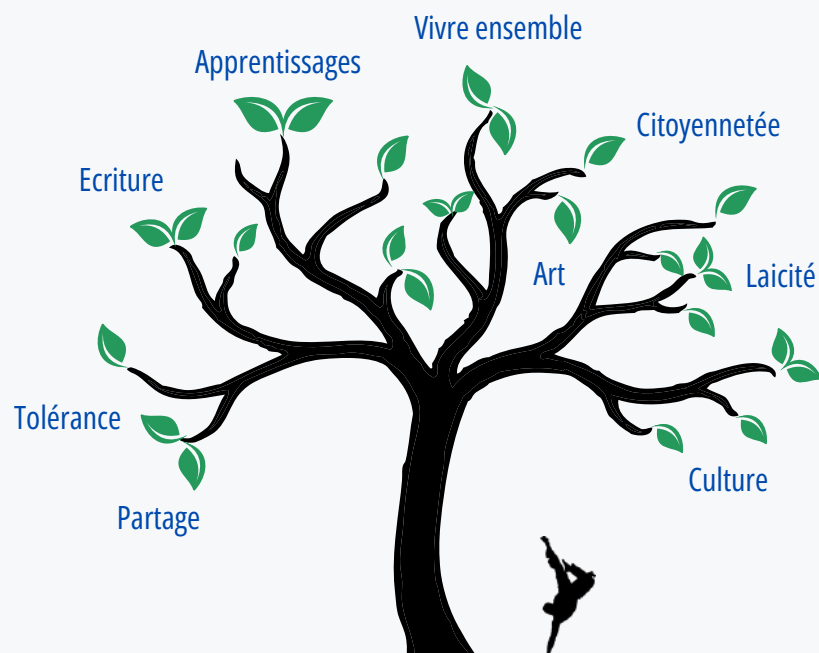 Vivre ensemble
Apprentissages
Citoyennetée
Ecriture
Art
Laicité
Tolérance
Culture
Partage